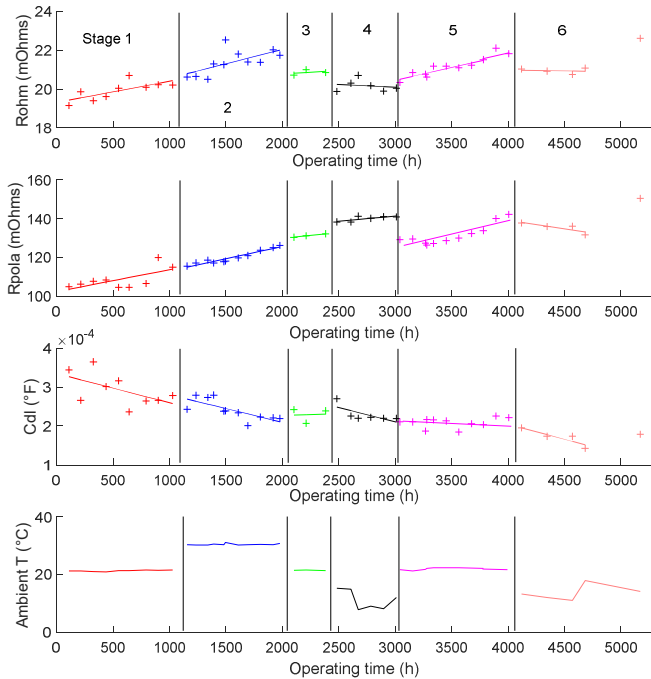 24
22
20
18
Rohm (mOhms)
Stage 1
2
3
4
5
6
0 500 1000 1500 2000 2500 3000 3500 4000 4500 5000
Operating time (h)
160
140
120
100
Rpola (mOhms)
0 500 1000 1500 2000 2500 3000 3500 4000 4500 5000
Operating time (h)
×10⁻⁴
4
3
2
1
Cdl (°F)
0 500 1000 1500 2000 2500 3000 3500 4000 4500 5000
Operating time (h)
40
20
0
Ambient T (°C)
0 500 1000 1500 2000 2500 3000 3500 4000 4500 5000
Operating time (h)